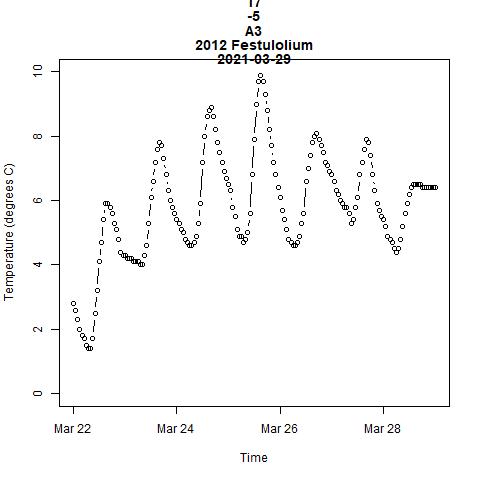 17
-5
A3
2012 Festulolium
2021-03-29
Temperature (degrees C)
10
8
6
4
2
0
Mar 22
Mar 24
Mar 26
Mar 28
Time